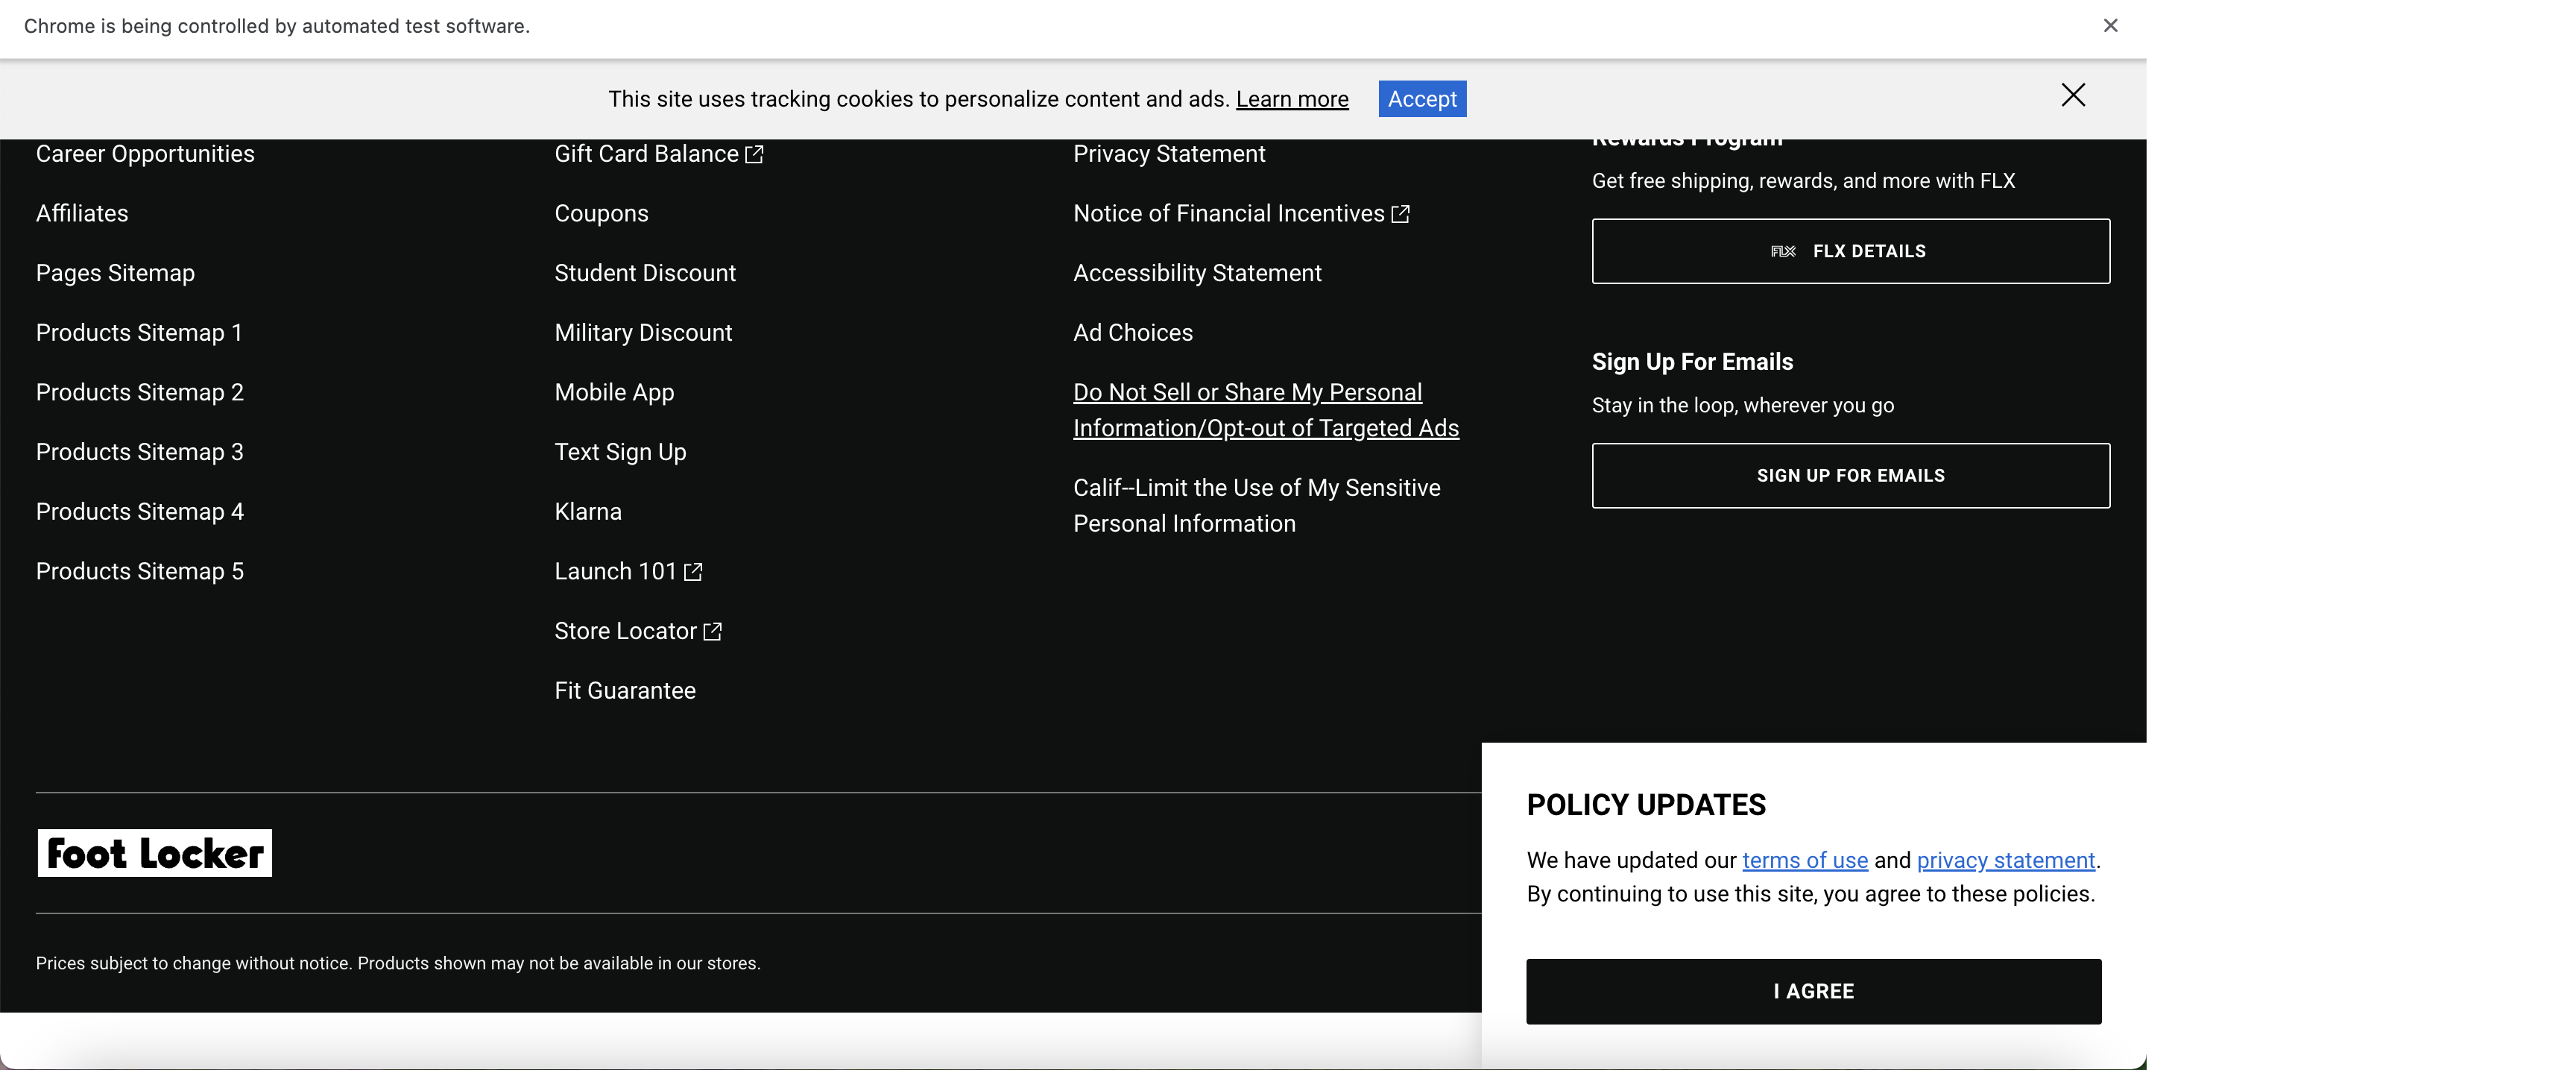 Chrome is being controlled by automated test software.
This site uses tracking cookies to personalize content and ads. Learn more
Accept
Career Opportunities
Affiliates
Pages Sitemap
Products Sitemap 1
Products Sitemap 2
Products Sitemap 3
Products Sitemap 4
Products Sitemap 5
Gift Card Balance
Coupons
Student Discount
Military Discount
Mobile App
Text Sign Up
Klarna
Launch 101
Store Locator
Fit Guarantee
Privacy Statement
Notice of Financial Incentives
Accessibility Statement
Ad Choices
Do Not Sell or Share My Personal
Information/Opt-out of Targeted Ads
Calif--Limit the Use of My Sensitive
Personal Information
Rewards Program
Get free shipping, rewards, and more with FLX
FLX FLX DETAILS
Sign Up For Emails
Stay in the loop, wherever you go
SIGN UP FOR EMAILS
Foot Locker
Prices subject to change without notice. Products shown may not be available in our stores.
POLICY UPDATES
We have updated our terms of use and privacy statement.
By continuing to use this site, you agree to these policies.
I AGREE